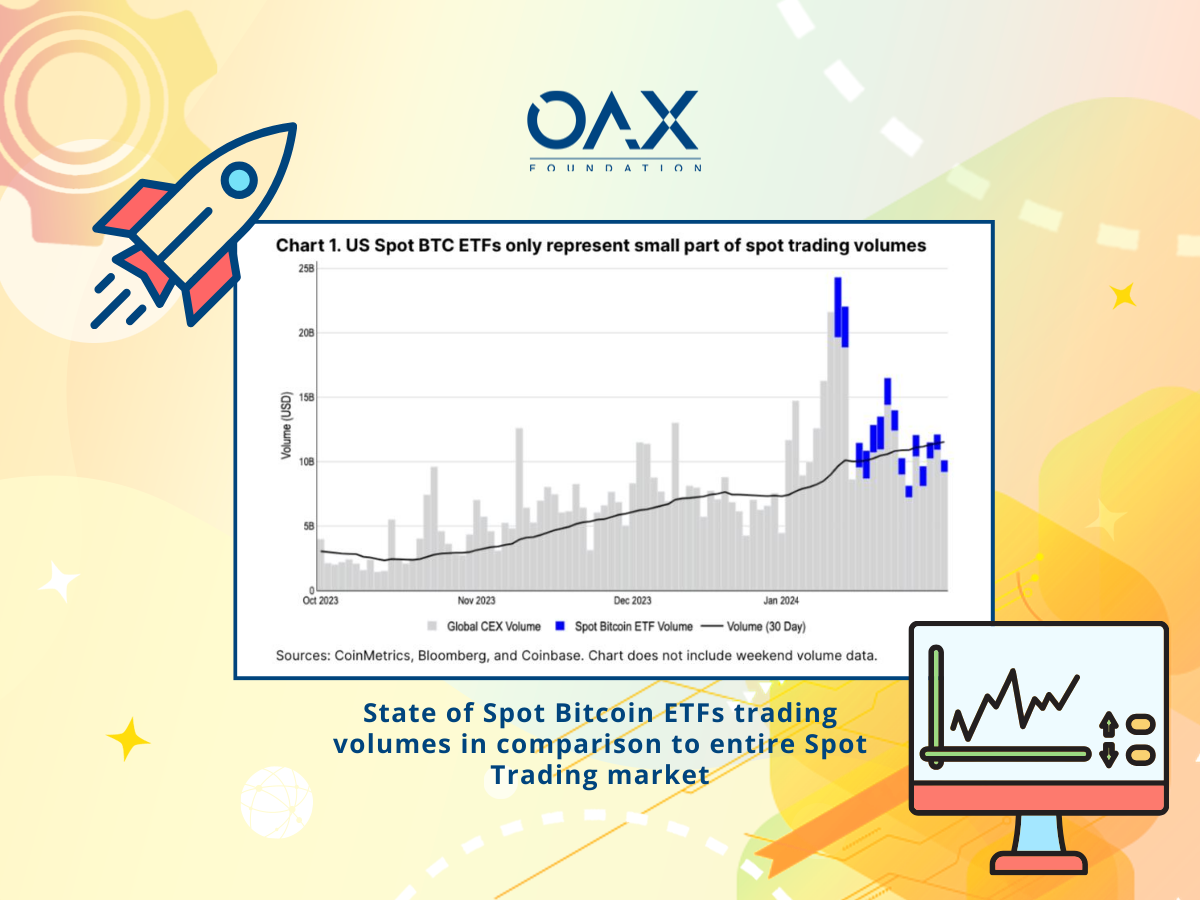 OAX
FOUNDATION
Chart 1. US Spot BTC ETFs only represent small part of spot trading volumes
25B
20B
15B
10B
5B
0
Volume (USD)
Oct 2023
Nov 2023
Dec 2023
Jan 2024
Global CEX Volume
Spot Bitcoin ETF Volume
Volume (30 Day)
Sources: CoinMetrics, Bloomberg, and Coinbase. Chart does not include weekend volume data.
State of Spot Bitcoin ETFs trading
volumes in comparison to entire Spot
Trading market